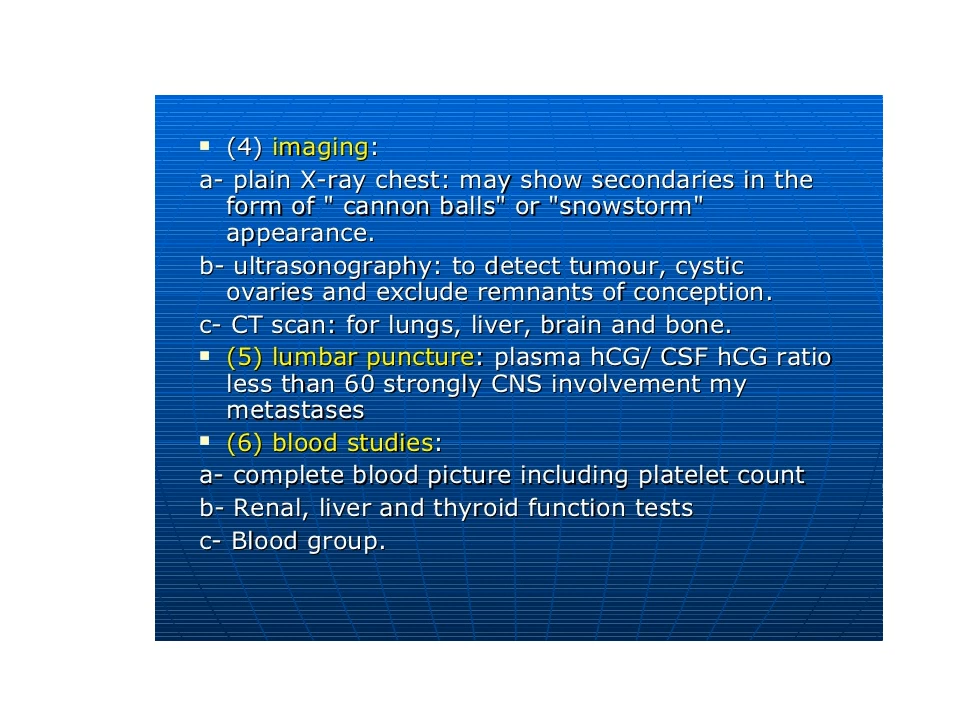 (4) imaging:
a- plain X-ray chest: may show secondaries in the
form of " cannon balls" or "snowstorm"
appearance.
b- ultrasonography: to detect tumour, cystic
ovaries and exclude remnants of conception.
c- CT scan: for lungs, liver, brain and bone.
(5) lumbar puncture: plasma hCG/ CSF hCG ratio
less than 60 strongly CNS involvement my
metastases
(6) blood studies:
a- complete blood picture including platelet count
b- Renal, liver and thyroid function tests
c- Blood group.